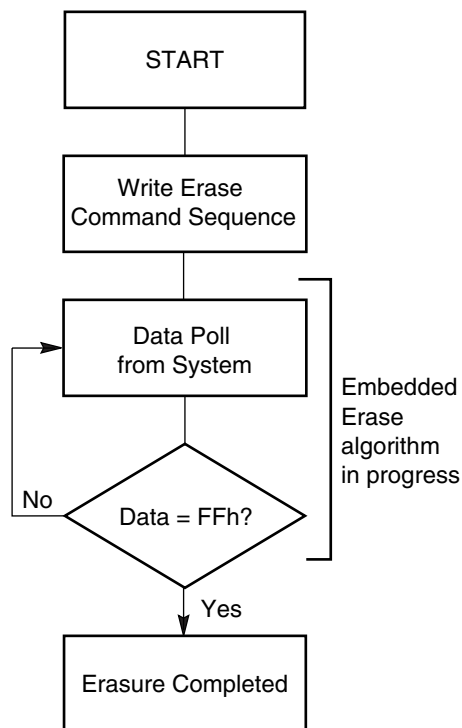 START
Write Erase
Command Sequence
Data Poll
from System
Embedded
Erase
algorithm
in progress
No
Data = FFh?
Yes
Erasure Completed